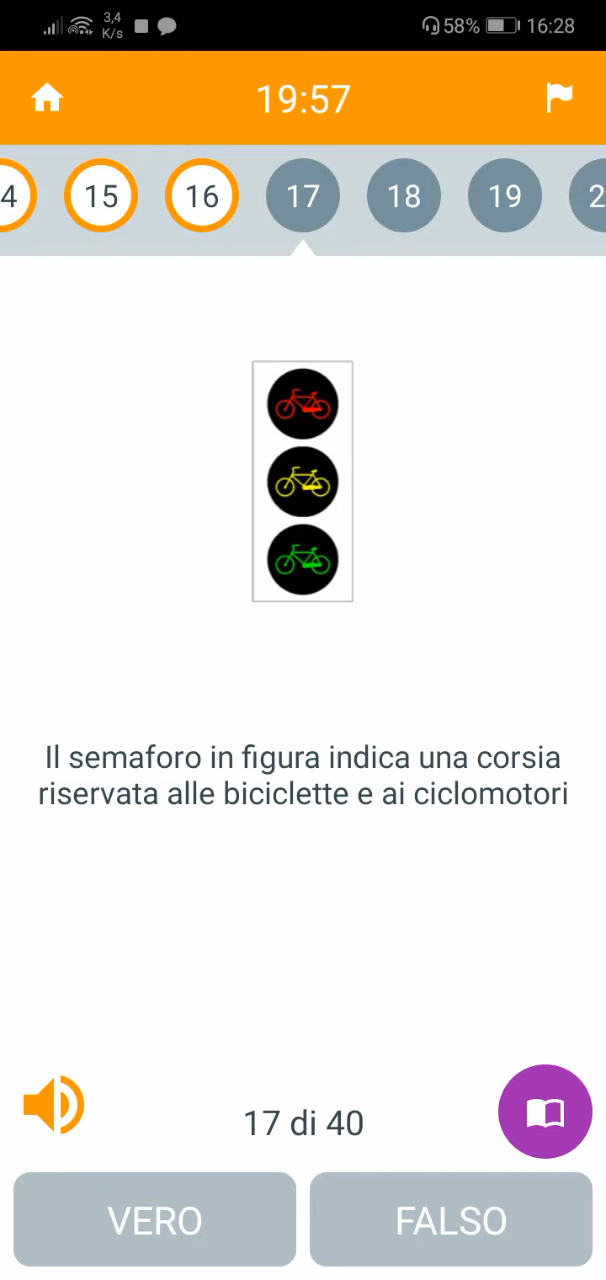 3,4
K/s
58%
16:28
19:57
4
15
16
17
18
19
2
Il semaforo in figura indica una corsia
riservata alle biciclette e ai ciclomotori
17 di 40
VERO
FALSO